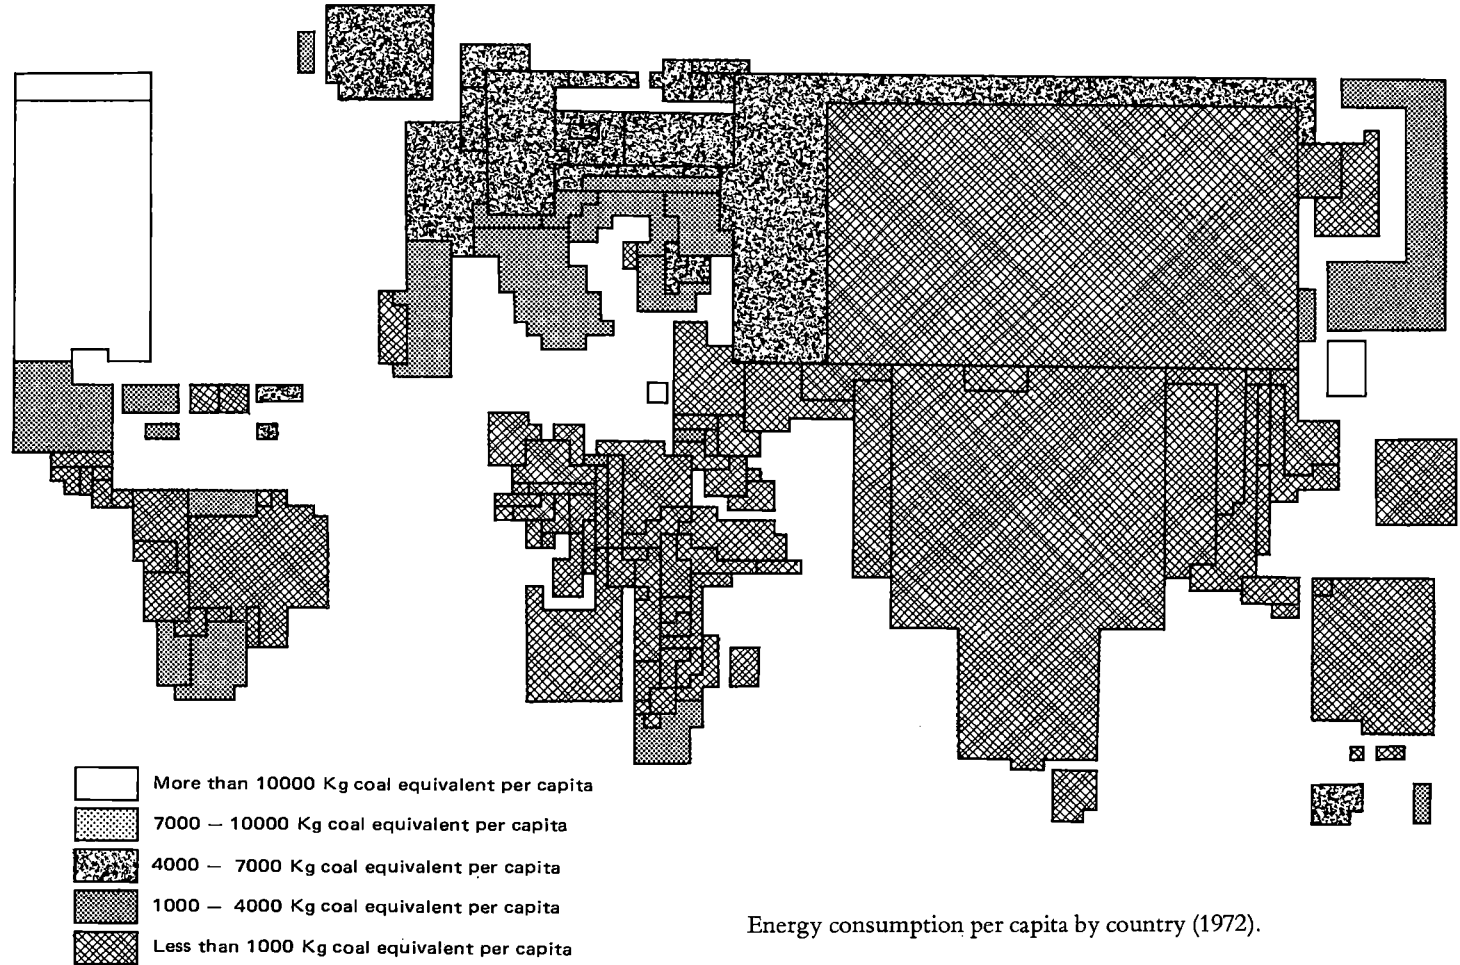 More than 10000 Kg coal equivalent per capita
7000 — 10000 Kg coal equivalent per capita
4000 — 7000 Kg coal equivalent per capita
1000 — 4000 Kg coal equivalent per capita
Less than 1000 Kg coal equivalent per capita
Energy consumption per capita by country (1972).